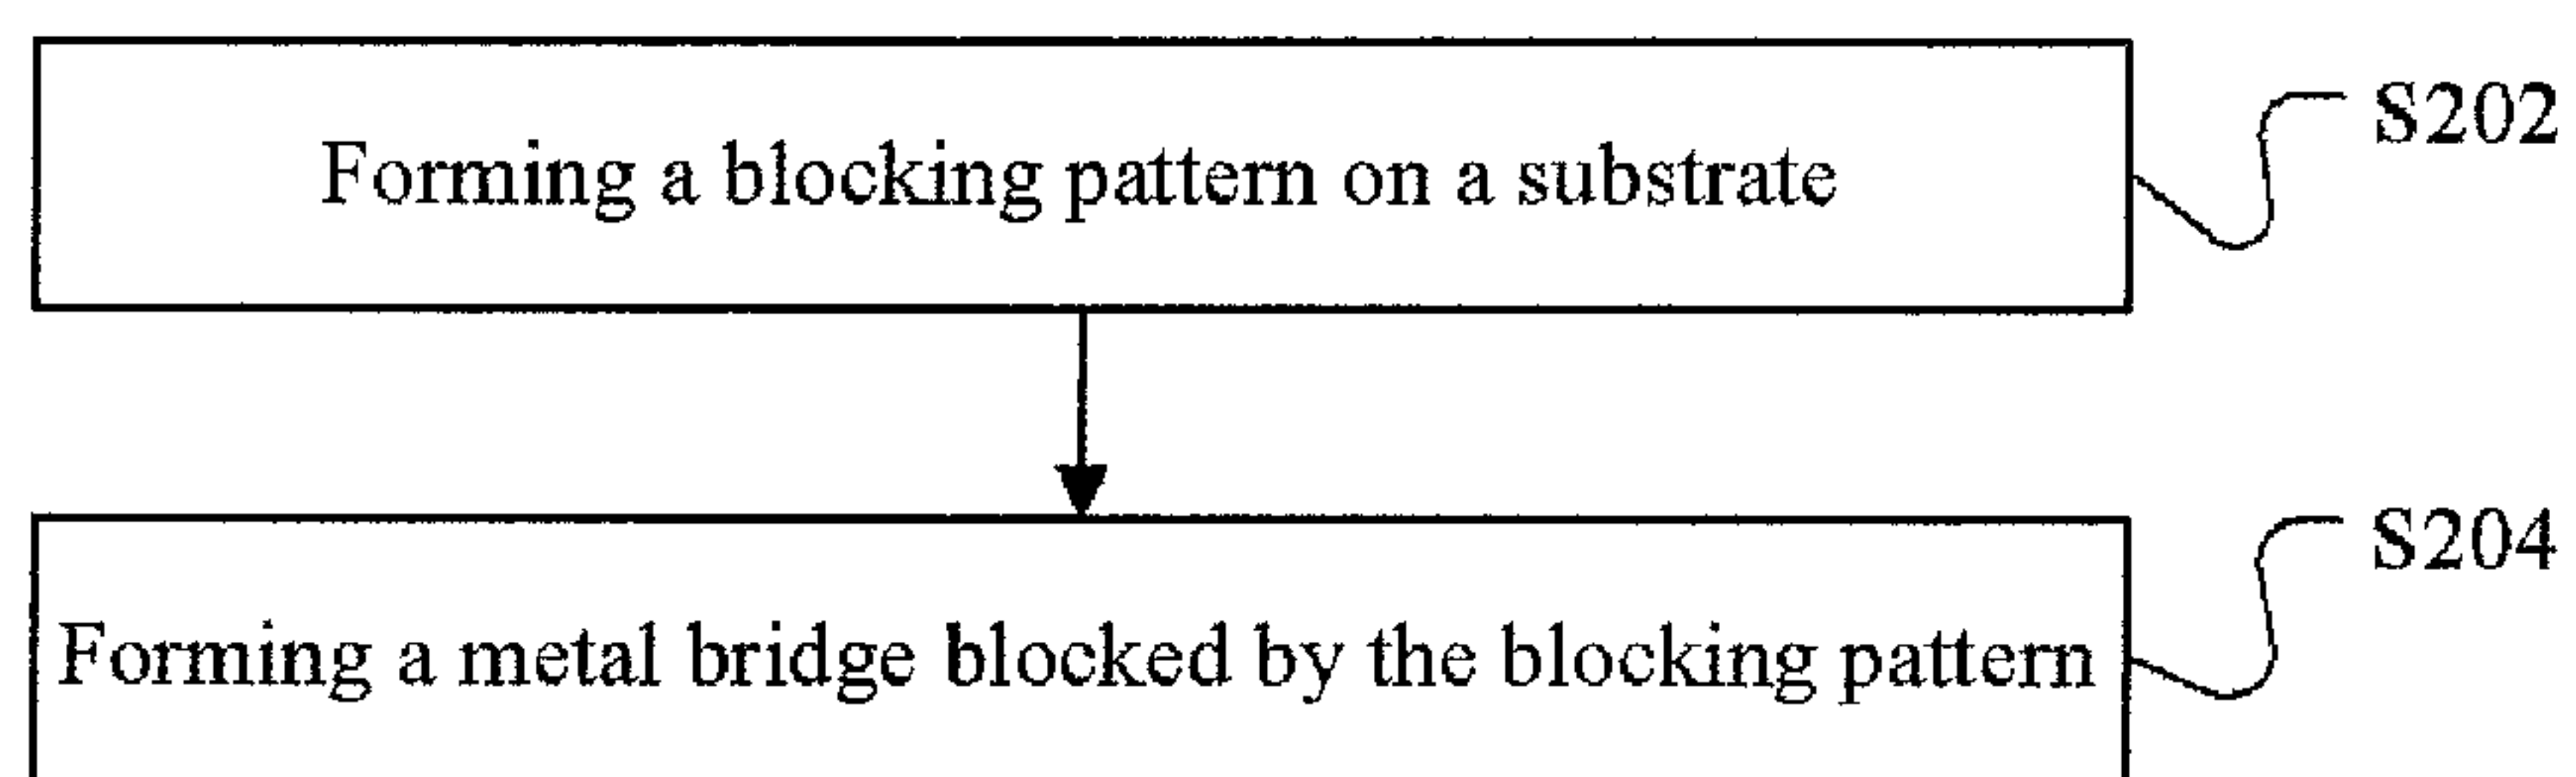 Forming a blocking pattern on a substrate
S202
Forming a metal bridge blocked by the blocking pattern
S204